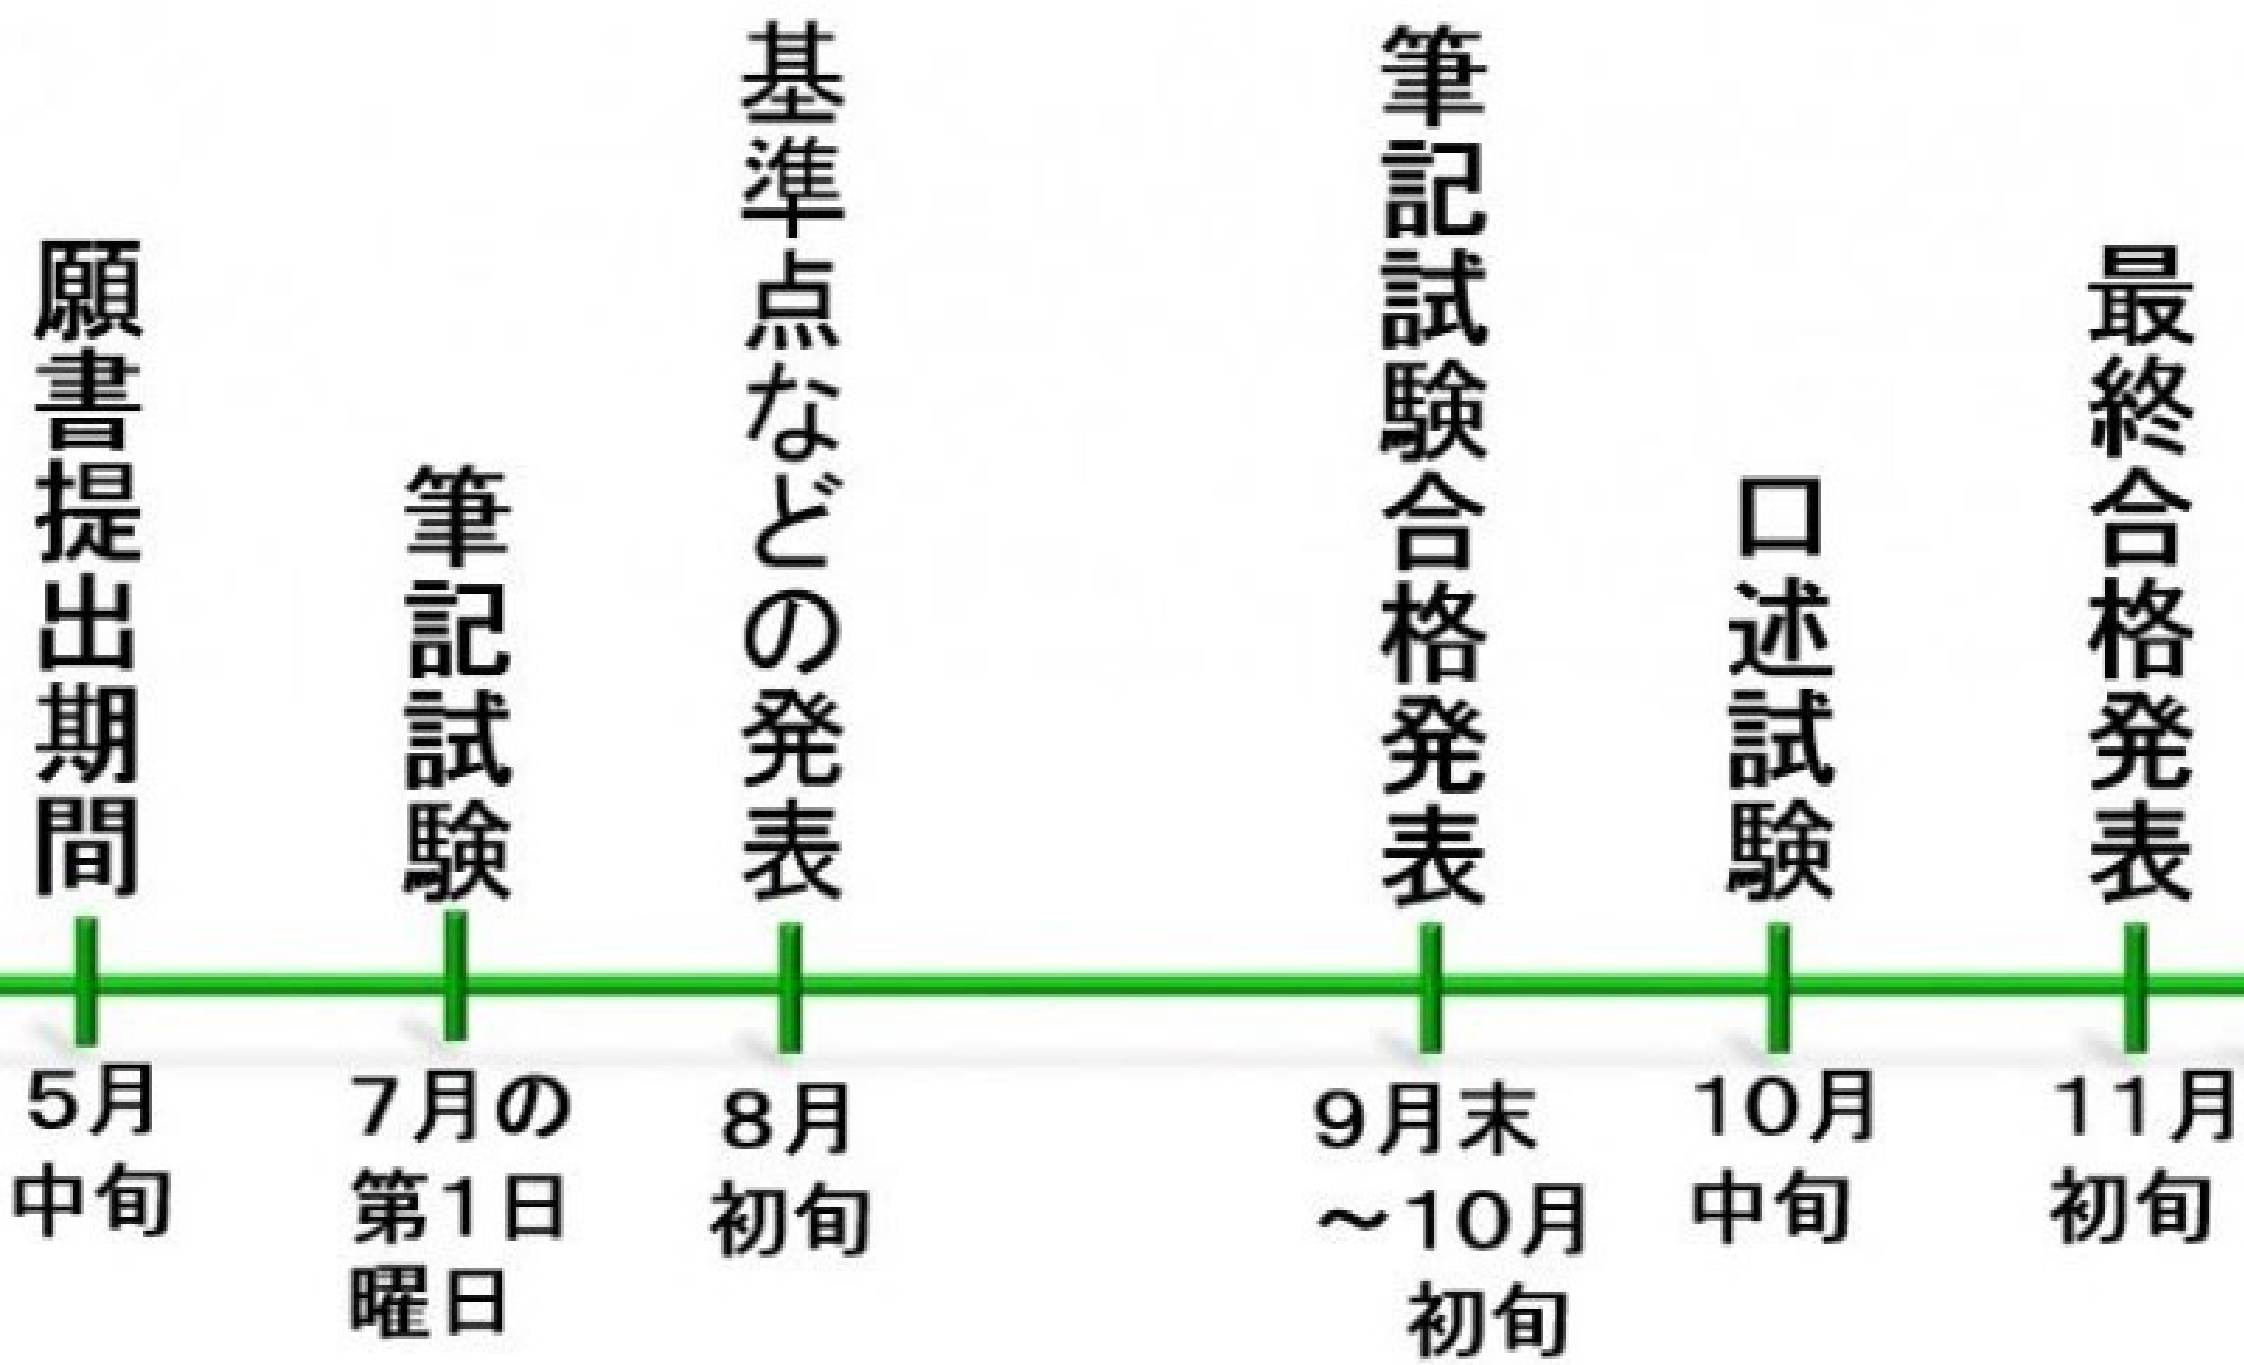 願書提出期間
筆記試験
基準点などの発表
筆記試験合格発表
口述試験
最終合格発表
5月
中旬
7月の
第1日
曜日
8月
初旬
9月末
～10月
初旬
10月
中旬
11月
初旬